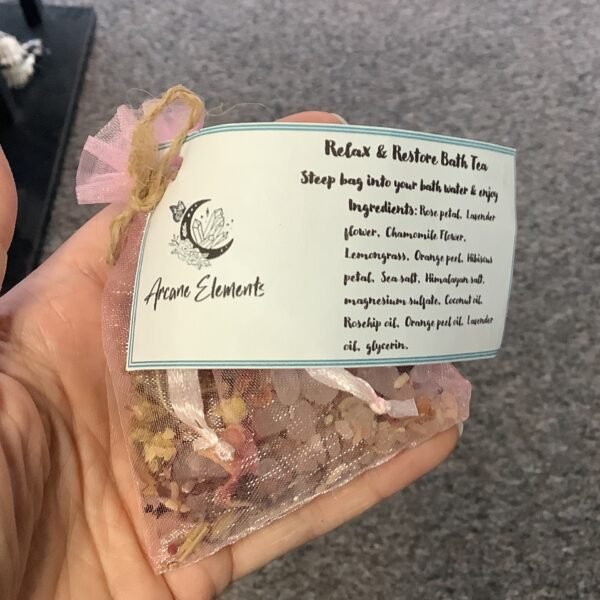 Relax & Restore Bath Tea
Steep bag into your bath water & enjoy
Ingredients: Rose petal, Lavender
flower, Chamomile Flower,
Lemongrass, Orange peel, Hibiscus
petal, Sea salt, Himalayan salt,
magnesium sulfate, Coconut oil,
Rosehip oil, Orange peel oil, Lavender
oil, glycerin.
Arcane Elements